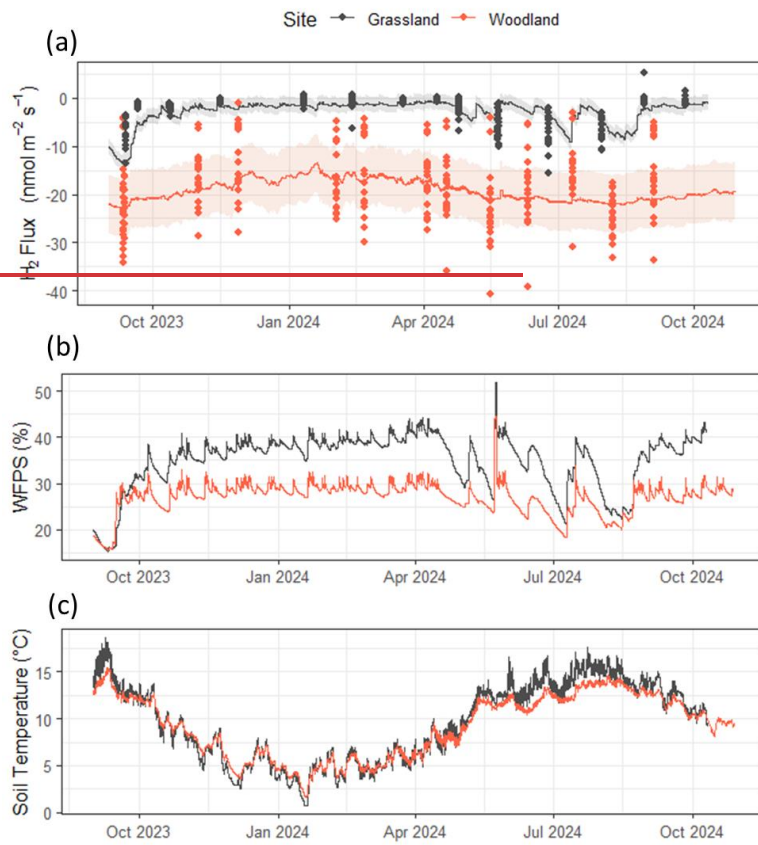 Site Grassland Woodland
(a)
H₂ Flux (nmol m⁻² s⁻¹)
0
-10
-20
-30
-40
Oct 2023 Jan 2024 Apr 2024 Jul 2024 Oct 2024
(b)
WFPS (%)
50
40
30
20
Oct 2023 Jan 2024 Apr 2024 Jul 2024 Oct 2024
(c)
Soil Temperature (°C)
15
10
5
0
Oct 2023 Jan 2024 Apr 2024 Jul 2024 Oct 2024